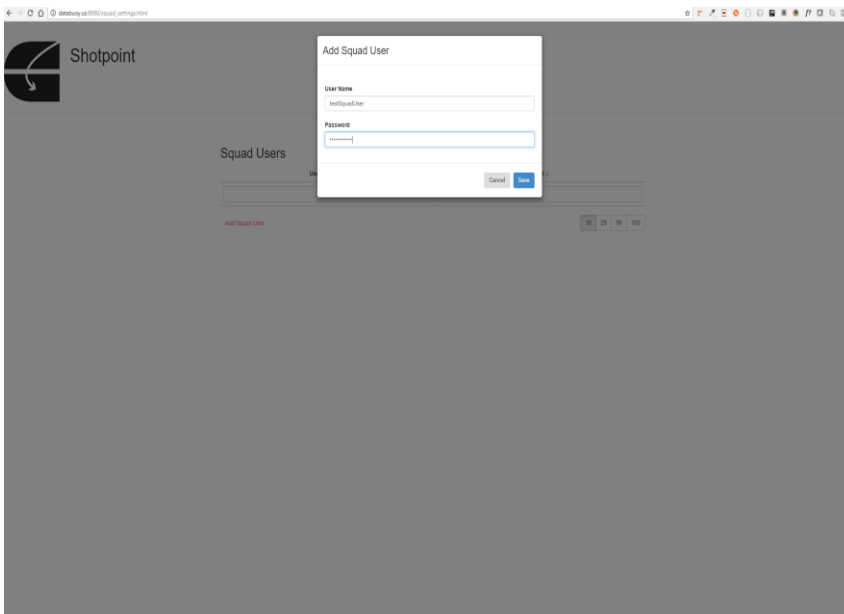 databuoy.us:8080/squad_settings.html
Shotpoint
Add Squad User
User Name
testSquadUser
Password
Squad Users
Add Squad User
Cancel
Save
10 25 50 100